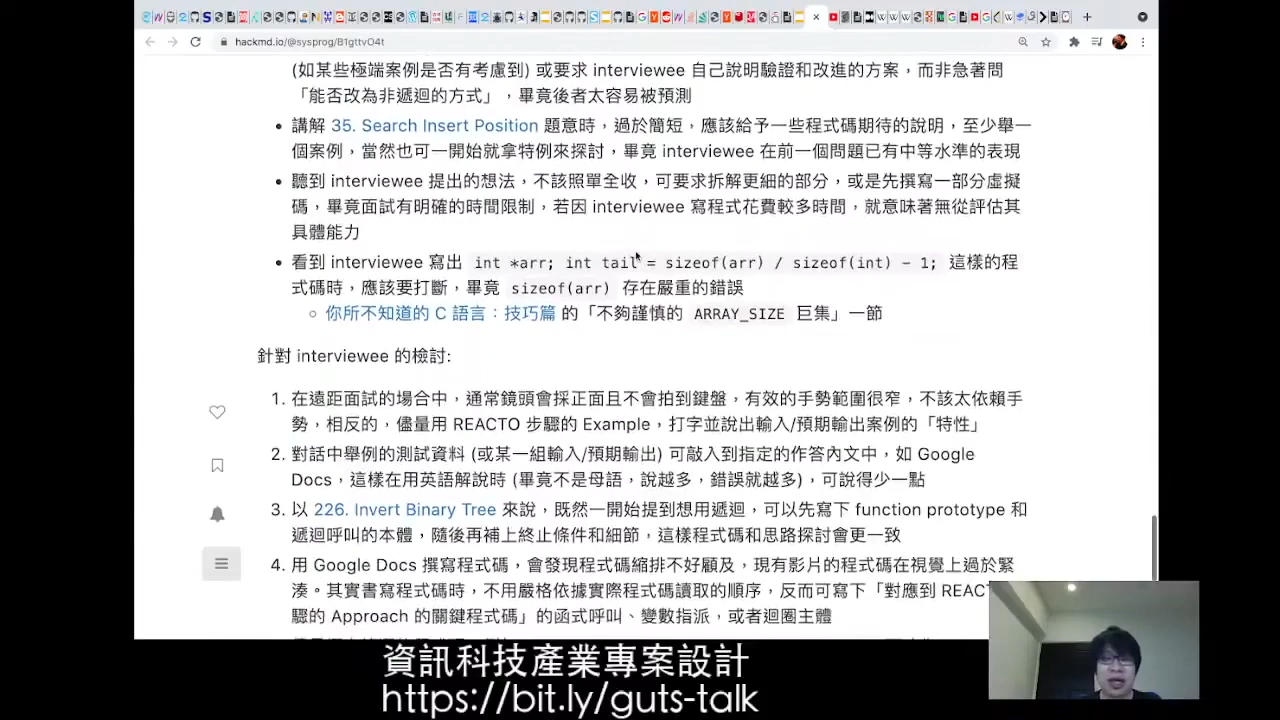 hackmd.io/@sysprog/B1gttvO4t
(如某些極端案例是否有考慮到) 或要求 interviewee 自己說明驗證和改進的方案，而非急著問
「能否改為非遞迴的方式」，畢竟後者太容易被預測
• 講解 35. Search Insert Position 題意時，過於簡短，應該給予一些程式碼期待的說明，至少舉一
個案例，當然也可一開始就拿特例來探討，畢竟 interviewee 在前一個問題已有中等水準的表現
• 聽到 interviewee 提出的想法，不該照單全收，可要求拆解更細的部分，或是先撰寫一部分虛擬
碼，畢竟面試有明確的時間限制，若因 interviewee 寫程式花費較多時間，就意味著無從評估其
具體能力
• 看到 interviewee 寫出 int *arr; int tail = sizeof(arr) / sizeof(int) - 1; 這樣的程
式碼時，應該要打斷，畢竟 sizeof(arr) 存在嚴重的錯誤
○ 你所不知道的 C 語言：技巧篇 的「不夠謹慎的 ARRAY_SIZE 巨集」一節
針對 interviewee 的檢討:
1. 在遠距面試的場合中，通常鏡頭會採正面且不會拍到鍵盤，有效的手勢範圍很窄，不該太依賴手
勢，相反的，儘量用 REACTO 步驟的 Example，打字並說出輸入/預期輸出案例的「特性」
2. 對話中舉例的測試資料 (或某一組輸入/預期輸出) 可敲入到指定的作答內文中，如 Google
Docs，這樣在用英語解說時 (畢竟不是母語，說越多，錯誤就越多)，可說得少一點
3. 以 226. Invert Binary Tree 來說，既然一開始提到想用遞迴，可以先寫下 function prototype 和
遞迴呼叫的本體，隨後再補上終止條件和細節，這樣程式碼和思路探討會更一致
4. 用 Google Docs 撰寫程式碼，會發現程式碼縮排不好顧及，現有影片的程式碼在視覺上過於緊
湊。其實書寫程式碼時，不用嚴格依據實際程式碼讀取的順序，反而可寫下「對應到 REAC
驟的 Approach 的關鍵程式碼」的函式呼叫、變數指派，或者迴圈主體
資訊科技產業專案設計
https://bit.ly/guts-talk